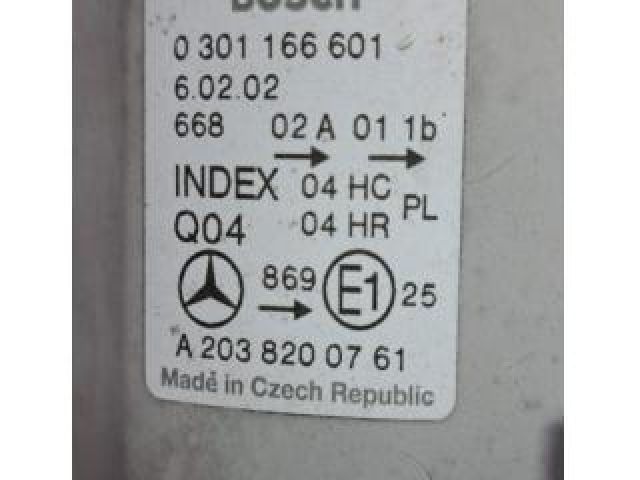 BOSCH
0 301 166 601
6.02.02
668 02 A 01 1b
INDEX 04 HC PL
Q04 04 HR
869 E1 25
A 203 820 07 61
Made in Czech Republic